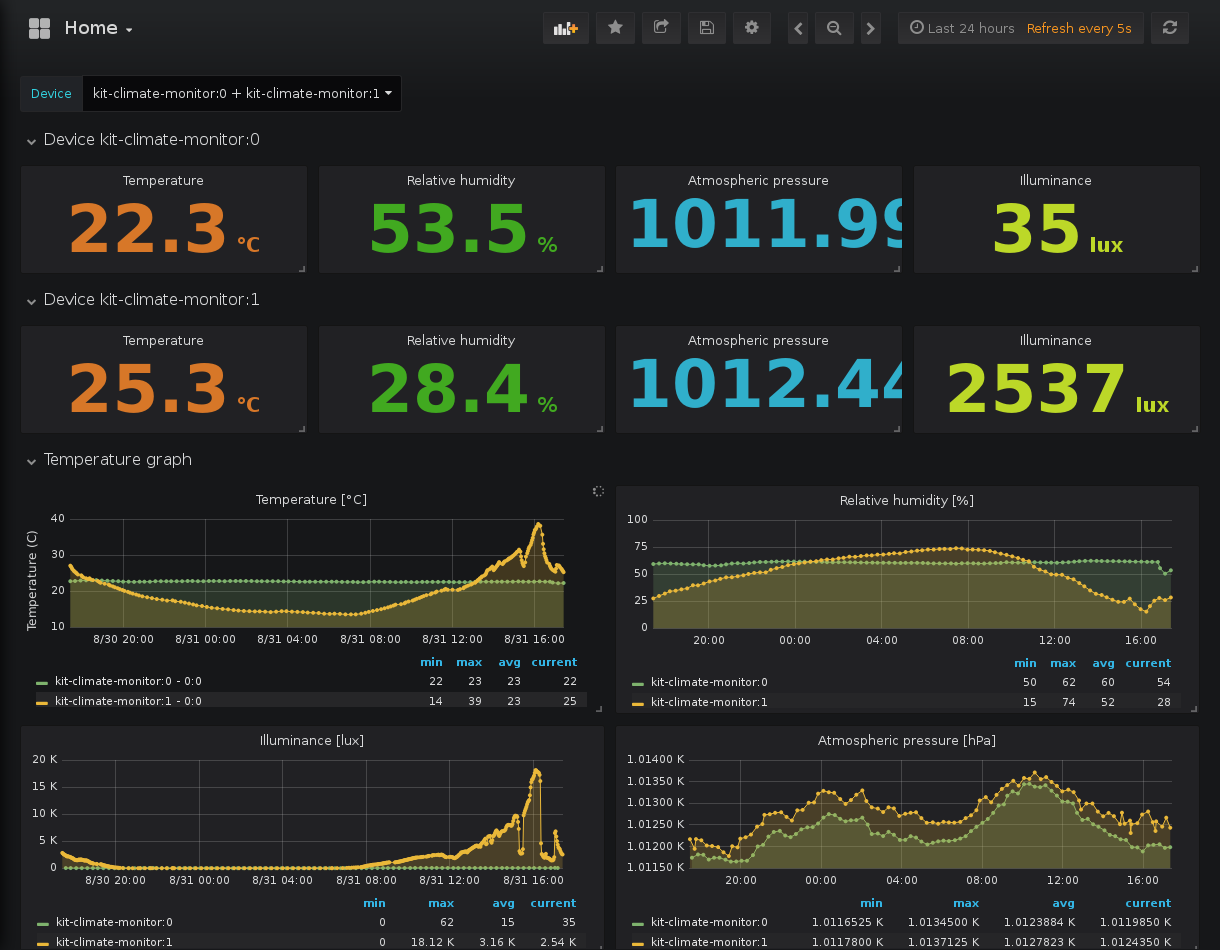 Home
Last 24 hours Refresh every 5s
Device kit-climate-monitor:0 + kit-climate-monitor:1
Device kit-climate-monitor:0
Temperature Relative humidity Atmospheric pressure Illuminance
22.3 °C 53.5 % 1011.99 35 lux
Device kit-climate-monitor:1
Temperature Relative humidity Atmospheric pressure Illuminance
25.3 °C 28.4 % 1012.44 2537 lux
Temperature graph
Temperature [°C]
Temperature (C)
40
30
20
10
8/30 20:00 8/31 00:00 8/31 04:00 8/31 08:00 8/31 12:00 8/31 16:00
min max avg current
kit-climate-monitor:0 - 0:0 22 23 23 22
kit-climate-monitor:1 - 0:0 14 39 23 25
Relative humidity [%]
100
75
50
25
0
20:00 00:00 04:00 08:00 12:00 16:00
min max avg current
kit-climate-monitor:0 50 62 60 54
kit-climate-monitor:1 15 74 52 28
Illuminance [lux]
20 K
15 K
10 K
5 K
0
8/30 20:00 8/31 00:00 8/31 04:00 8/31 08:00 8/31 12:00 8/31 16:00
min max avg current
kit-climate-monitor:0 0 62 15 35
kit-climate-monitor:1 0 18.12 K 3.16 K 2.54 K
Atmospheric pressure [hPa]
1.01400 K
1.01350 K
1.01300 K
1.01250 K
1.01200 K
1.01150 K
20:00 00:00 04:00 08:00 12:00 16:00
min max avg current
kit-climate-monitor:0 1.0116525 K 1.0134500 K 1.0123884 K 1.0119850 K
kit-climate-monitor:1 1.0117800 K 1.0137125 K 1.0127823 K 1.0124350 K